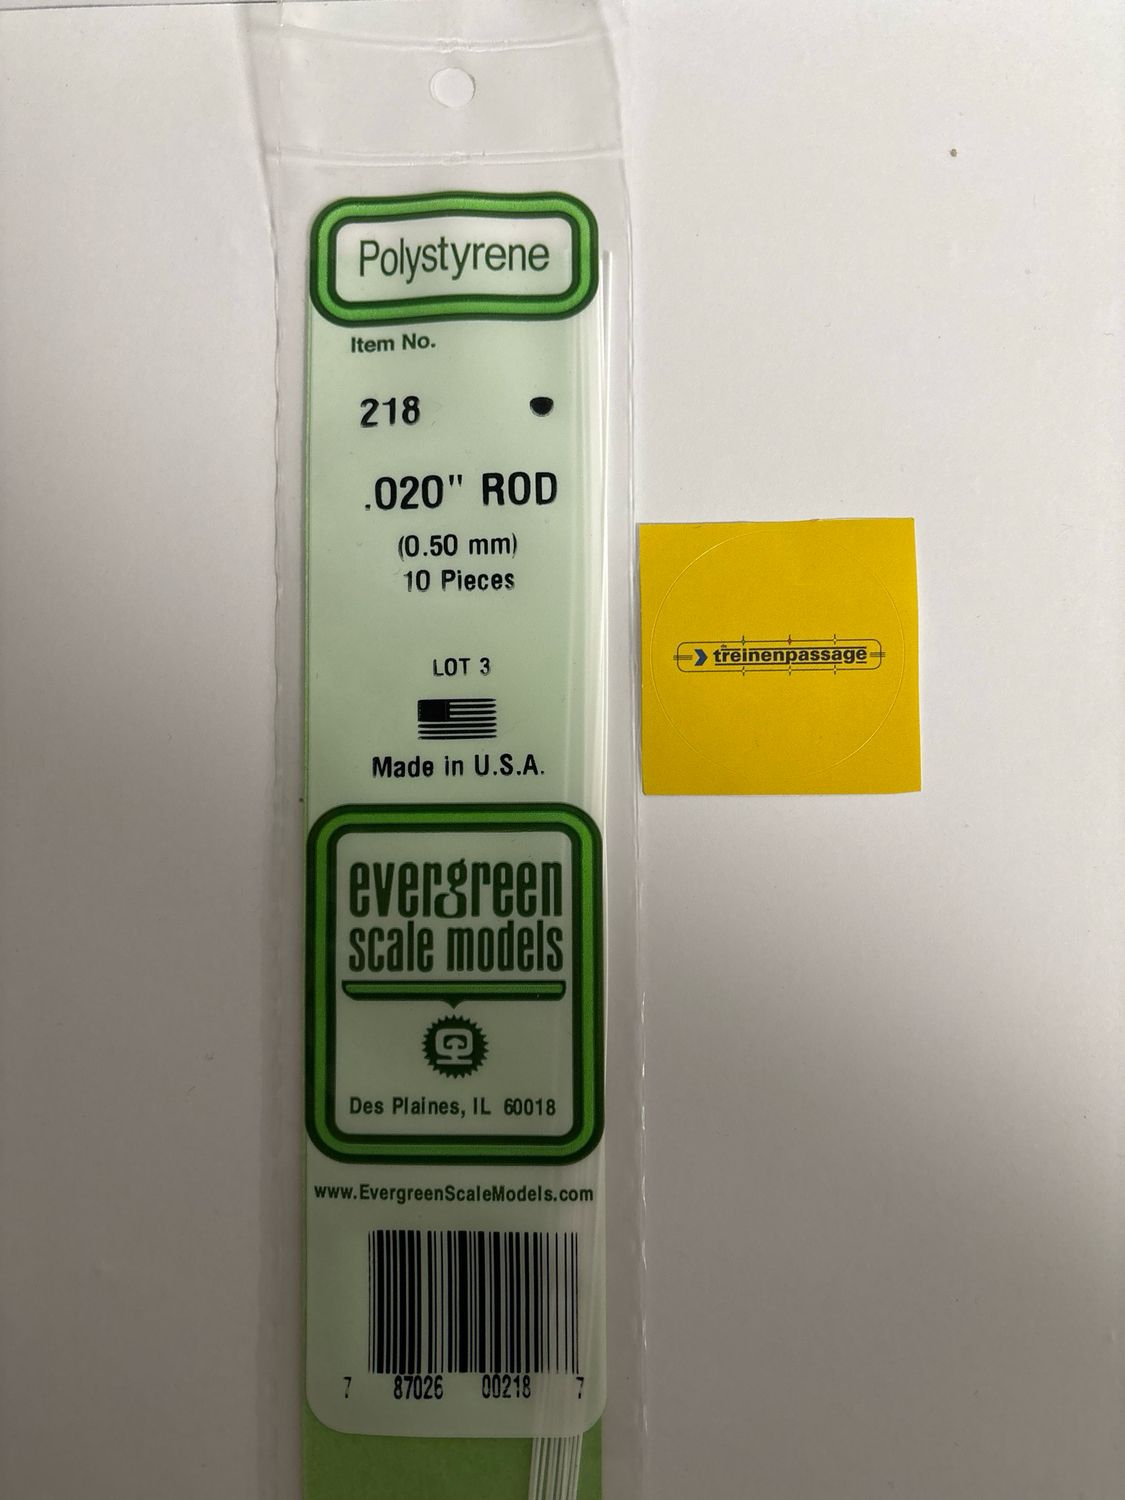 Polystyrene
Item No.
218
.020" ROD
(0.50 mm)
10 Pieces
LOT 3
Made in U.S.A.
de
treinenpassage
evergreen
scale models
Des Plaines, IL 60018
www.EvergreenScaleModels.com
7 87026 00218 7